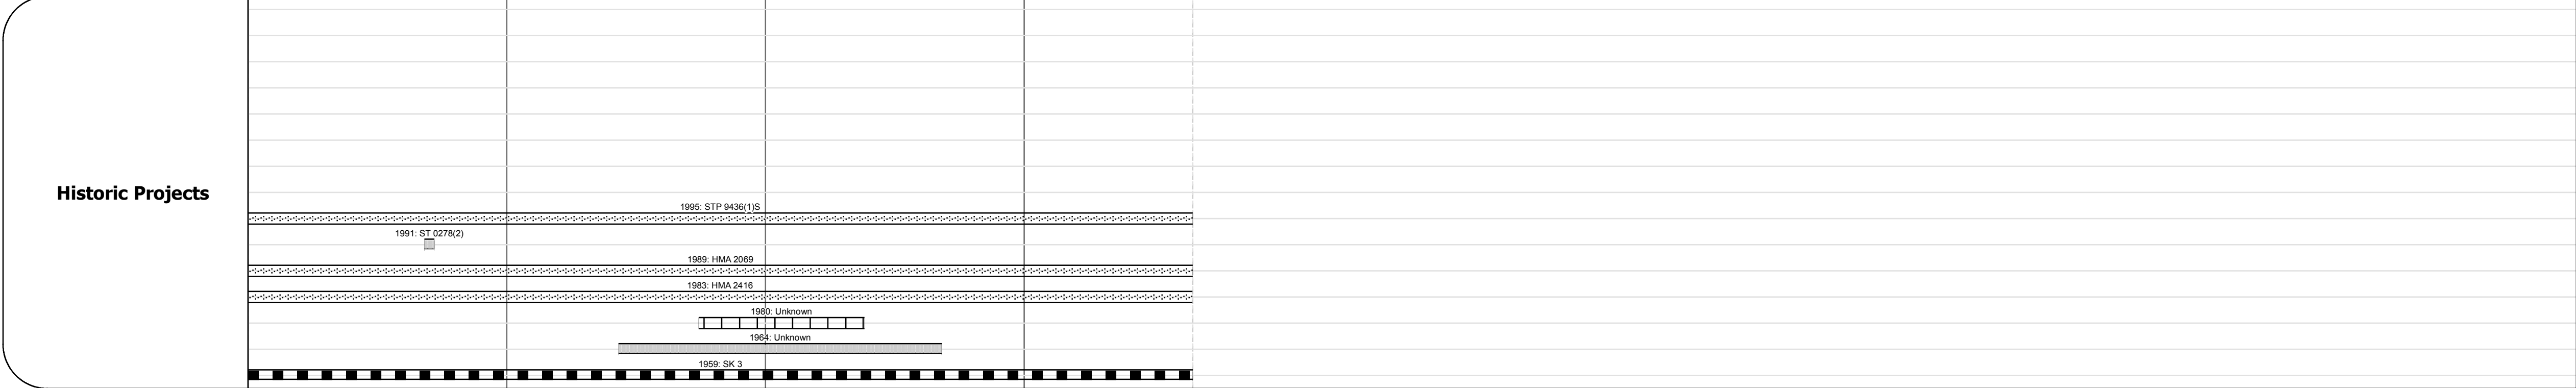 Historic Projects
1995: STP 9436(1)S
1991: ST 0278(2)
1989: HMA 2069
1983: HMA 2416
1980: Unknown
1964: Unknown
1959: SK 3